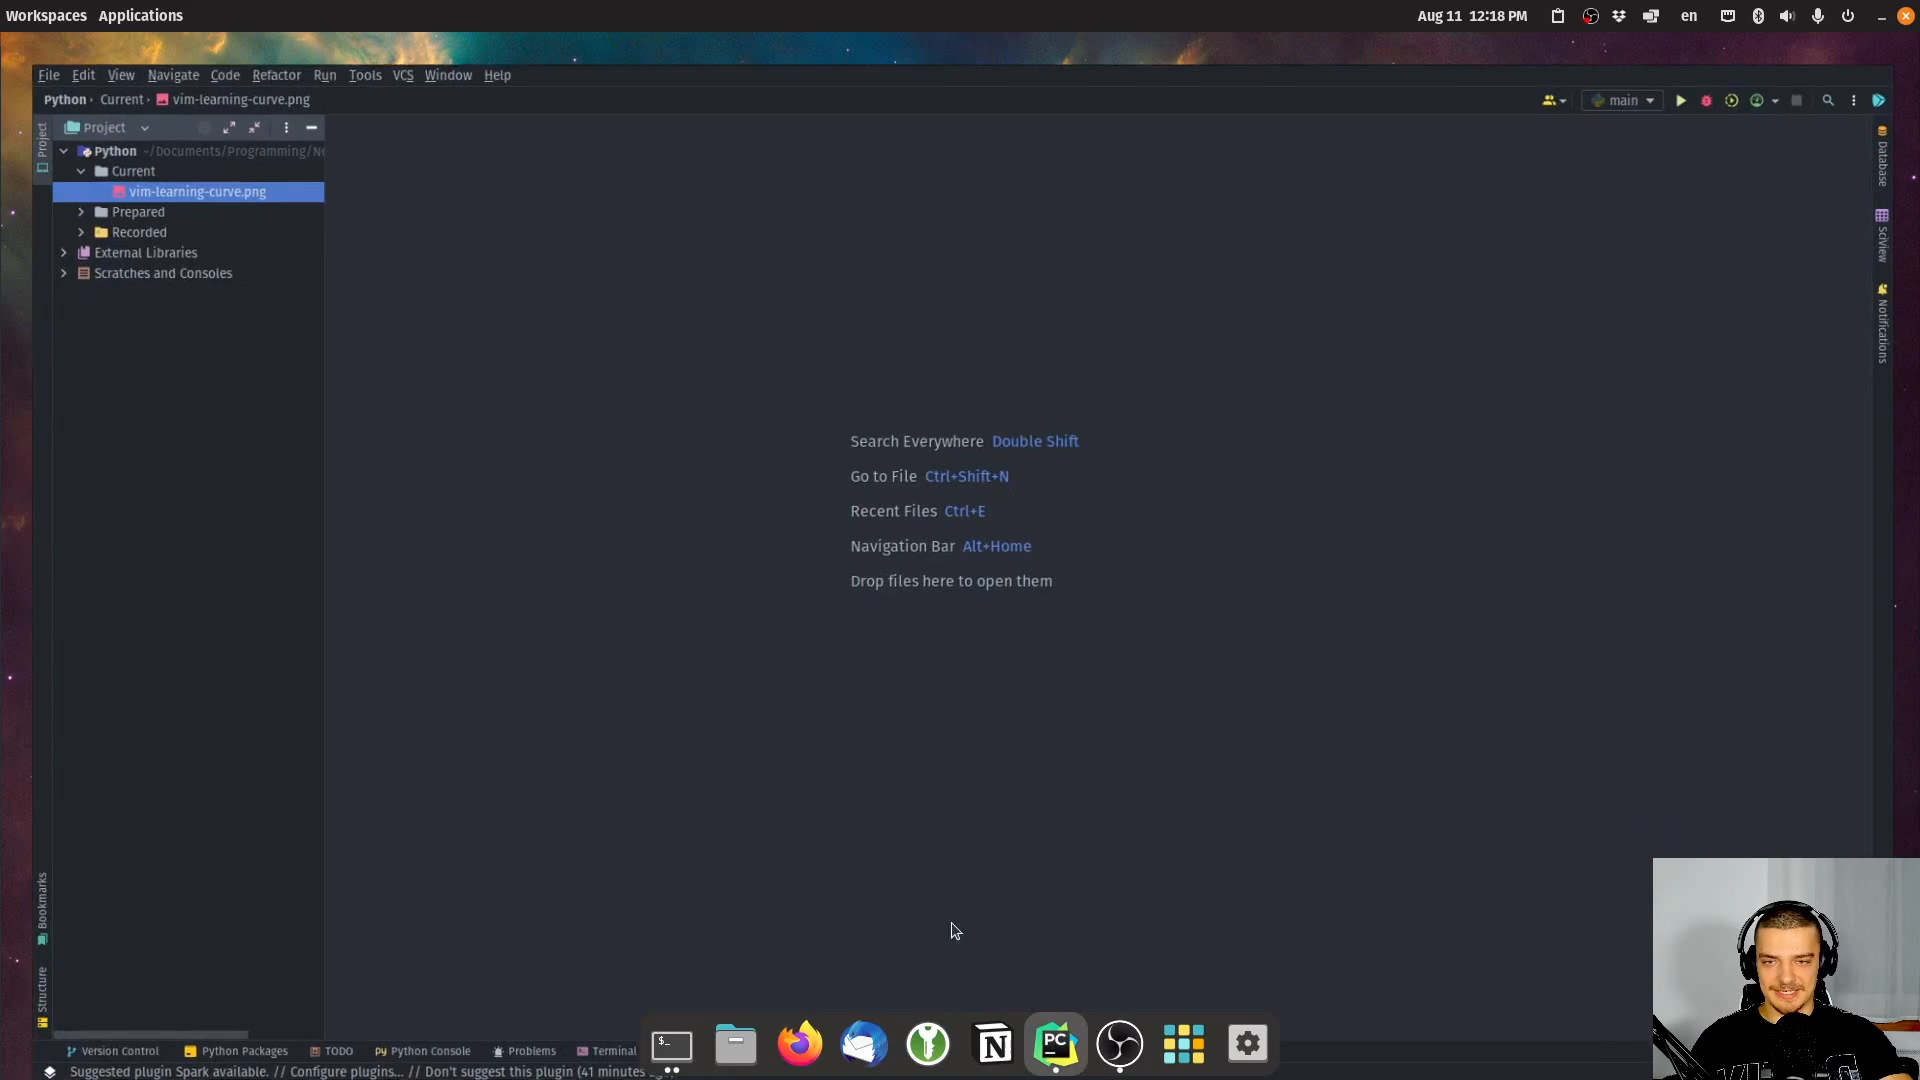 Workspaces Applications
Aug 11 12:18 PM
en
File Edit View Navigate Code Refactor Run Tools VCS Window Help
Python Current vim-learning-curve.png
main
Project
Project
Python ~/Documents/Programming/
Current
vim-learning-curve.png
Prepared
Recorded
External Libraries
Scratches and Consoles
Database
SciView
Notifications
Search Everywhere Double Shift
Go to File Ctrl+Shift+N
Recent Files Ctrl+E
Navigation Bar Alt+Home
Drop files here to open them
Bookmarks
Structure
$_
N
PC
Version Control Python Packages TODO Python Console Problems Terminal
Suggested plugin Spark available. // Configure plugins... // Don't suggest this plugin (41 minutes